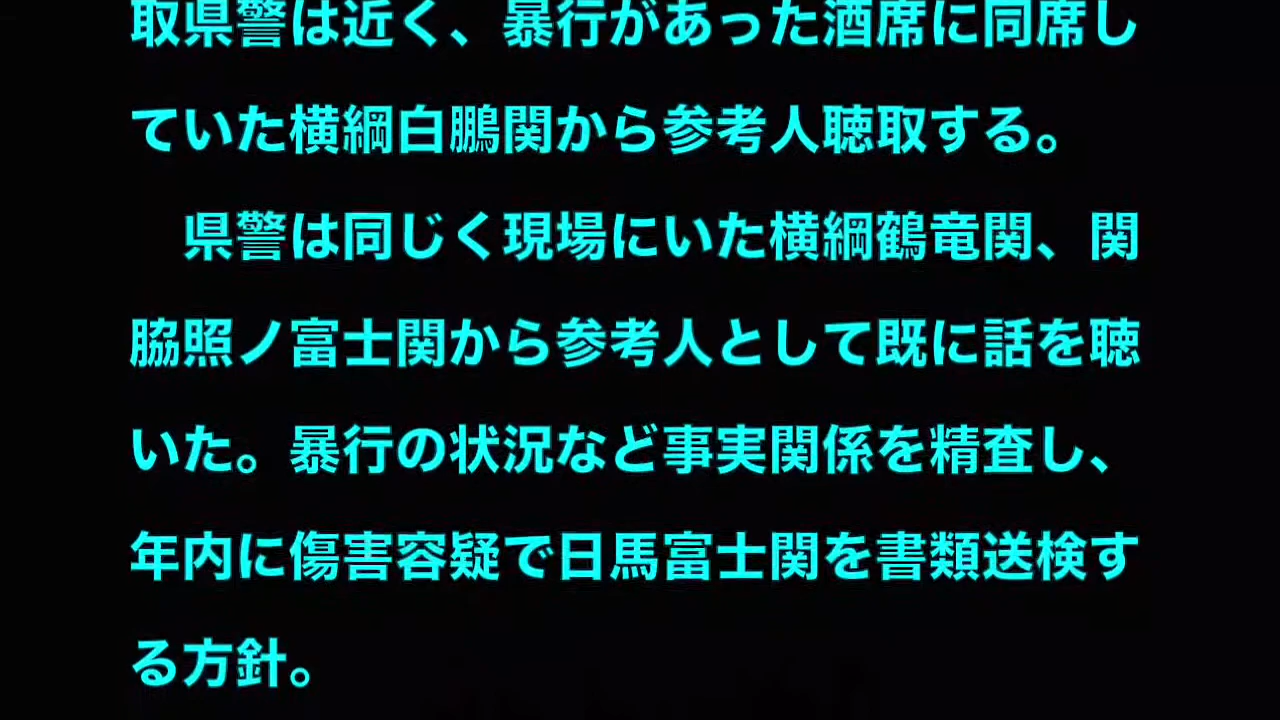 取県警は近く、暴行があった酒席に同席し
ていた横綱白鵬関から参考人聴取する。
　県警は同じく現場にいた横綱鶴竜関、関
脇照ノ富士関から参考人として既に話を聴
いた。暴行の状況など事実関係を精査し、
年内に傷害容疑で日馬富士関を書類送検す
る方針。